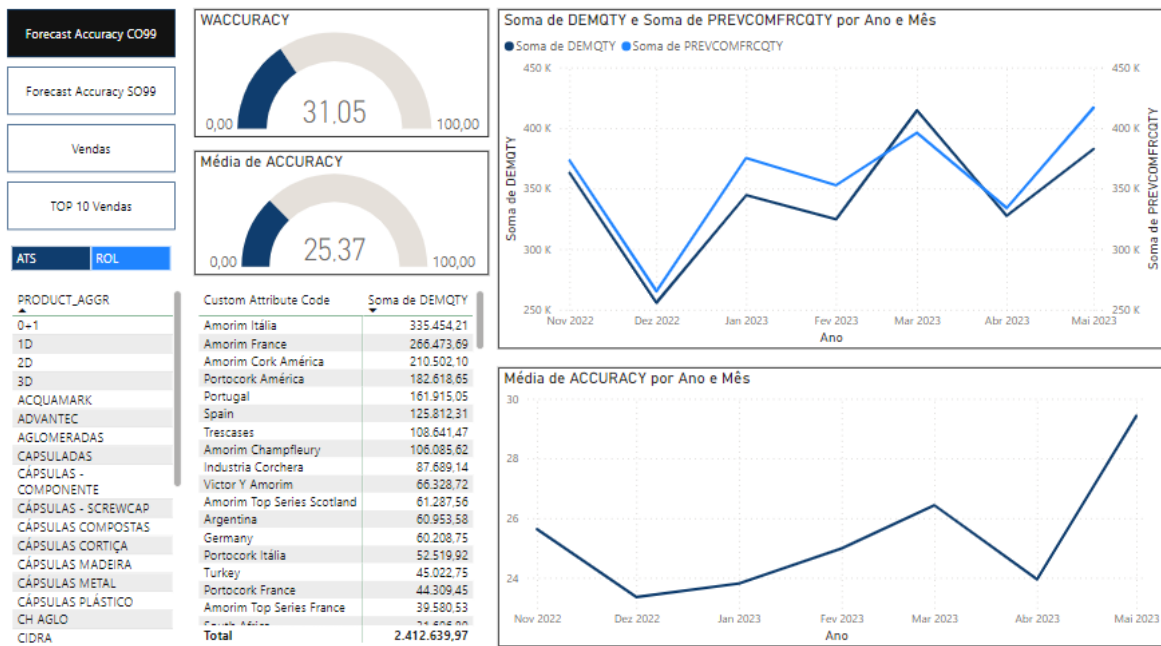 Forecast Accuracy CO99
Forecast Accuracy SO99
Vendas
TOP 10 Vendas
ATS ROL
WACCURACY
31.05
0,00 100,00
Média de ACCURACY
25.37
0,00 100,00
PRODUCT_AGGR
0+1
1D
2D
3D
ACQUAMARK
ADVANTEC
AGLOMERADAS
CAPSULADAS
CÁPSULAS -
COMPONENTE
CÁPSULAS - SCREWCAP
CÁPSULAS COMPOSTAS
CÁPSULAS CORTIÇA
CÁPSULAS MADEIRA
CÁPSULAS METAL
CÁPSULAS PLÁSTICO
CH AGLO
CIDRA
Custom Attribute Code Soma de DEMQTY
Amorim Itália 335.454,21
Amorim France 266.473,69
Amorim Cork América 210.502,10
Portocork América 182.618,65
Portugal 161.915,05
Spain 125.812,31
Trescases 108.641,47
Amorim Champfleury 106.085,62
Industria Corchera 87.689,14
Victor Y Amorim 66.328,72
Amorim Top Series Scotland 61.287,56
Argentina 60.953,58
Germany 60.208,75
Portocork Itália 52.519,92
Turkey 45.022,75
Portocork France 44.309,45
Amorim Top Series France 39.580,53
Total 2.412.639,97
Soma de DEMQTY e Soma de PREVCOMFRCQTY por Ano e Mês
Soma de DEMQTY Soma de PREVCOMFRCQTY
450 K 450 K
400 K 400 K
350 K 350 K
300 K 300 K
250 K 250 K
Soma de DEMQTY
Soma de PREVCOMFRCQTY
Nov 2022 Dez 2022 Jan 2023 Fev 2023 Mar 2023 Abr 2023 Mai 2023
Ano
Média de ACCURACY por Ano e Mês
30
28
26
24
Nov 2022 Dez 2022 Jan 2023 Fev 2023 Mar 2023 Abr 2023 Mai 2023
Ano